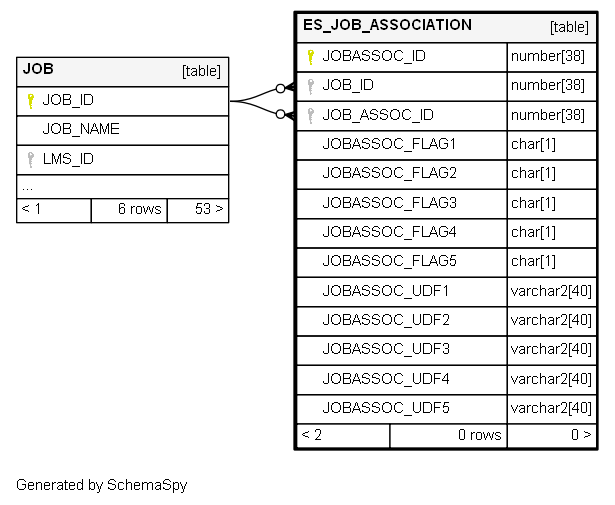 JOB [table]
JOB_ID
JOB_NAME
LMS_ID
...
< 1 6 rows 53 >
ES_JOB_ASSOCIATION [table]
JOBASSOC_ID number[38]
JOB_ID number[38]
JOB_ASSOC_ID number[38]
JOBASSOC_FLAG1 char[1]
JOBASSOC_FLAG2 char[1]
JOBASSOC_FLAG3 char[1]
JOBASSOC_FLAG4 char[1]
JOBASSOC_FLAG5 char[1]
JOBASSOC_UDF1 varchar2[40]
JOBASSOC_UDF2 varchar2[40]
JOBASSOC_UDF3 varchar2[40]
JOBASSOC_UDF4 varchar2[40]
JOBASSOC_UDF5 varchar2[40]
< 2 0 rows 0 >
Generated by SchemaSpy